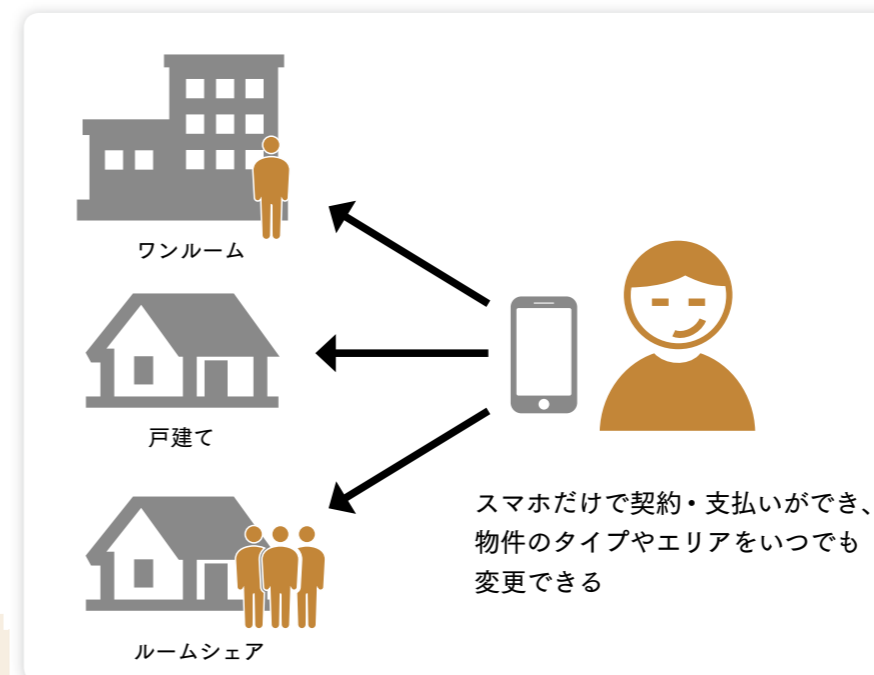 ワンルーム
戸建て
ルームシェア
スマホだけで契約・支払いができ、
物件のタイプやエリアをいつでも
変更できる